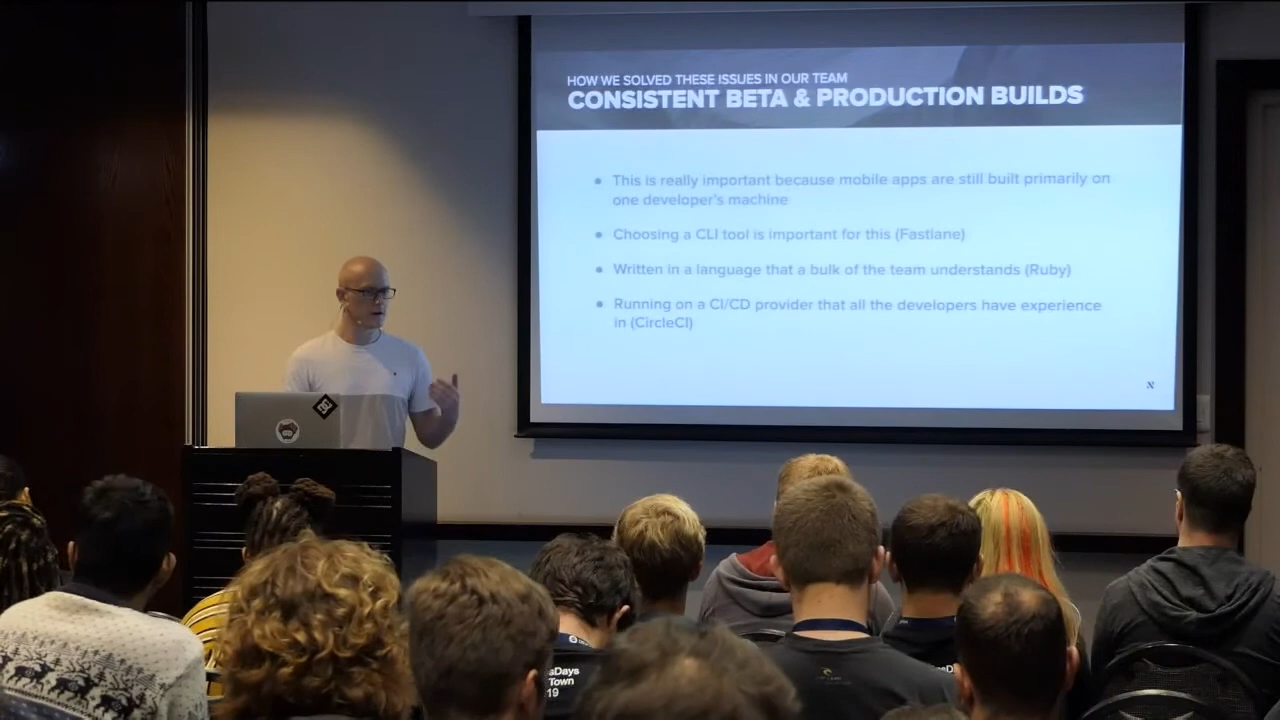 HOW WE SOLVED THESE ISSUES IN OUR TEAM
CONSISTENT BETA & PRODUCTION BUILDS
• This is really important because mobile apps are still built primarily on
one developer's machine
• Choosing a CLI tool is important for this (Fastlane)
• Written in a language that a bulk of the team understands (Ruby)
• Running on a CI/CD provider that all the developers have experience
in (CircleCI)
N
aDays
Town
19